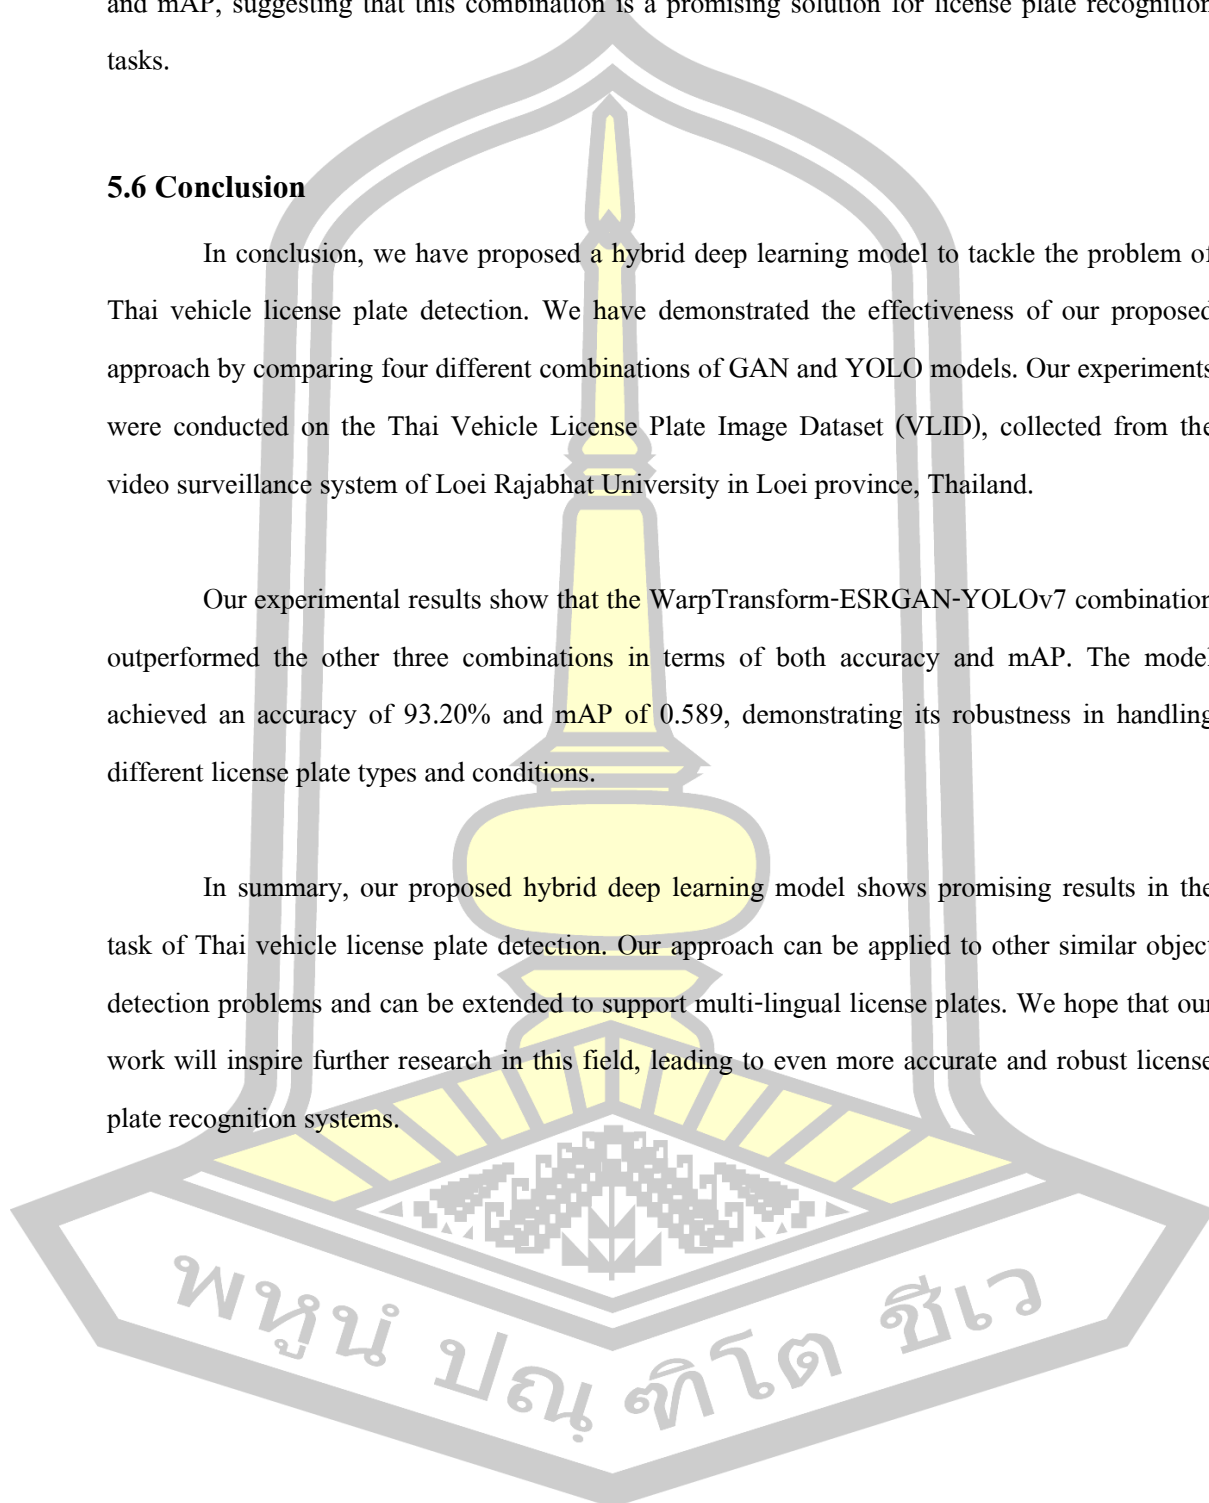 and mAP, suggesting that this combination is a promising solution for license plate recognition
tasks.
5.6 Conclusion
In conclusion, we have proposed a hybrid deep learning model to tackle the problem of
Thai vehicle license plate detection. We have demonstrated the effectiveness of our proposed
approach by comparing four different combinations of GAN and YOLO models. Our experiments
were conducted on the Thai Vehicle License Plate Image Dataset (VLID), collected from the
video surveillance system of Loei Rajabhat University in Loei province, Thailand.
Our experimental results show that the WarpTransform-ESRGAN-YOLOv7 combination
outperformed the other three combinations in terms of both accuracy and mAP. The model
achieved an accuracy of 93.20% and mAP of 0.589, demonstrating its robustness in handling
different license plate types and conditions.
In summary, our proposed hybrid deep learning model shows promising results in the
task of Thai vehicle license plate detection. Our approach can be applied to other similar object
detection problems and can be extended to support multi-lingual license plates. We hope that our
work will inspire further research in this field, leading to even more accurate and robust license
plate recognition systems.
พหูนํ ปณฺฑิโต ชีเว